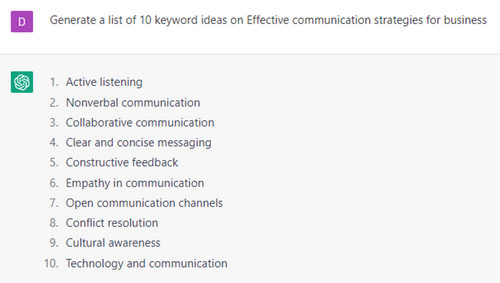 D
Generate a list of 10 keyword ideas on Effective communication strategies for business
1. Active listening
2. Nonverbal communication
3. Collaborative communication
4. Clear and concise messaging
5. Constructive feedback
6. Empathy in communication
7. Open communication channels
8. Conflict resolution
9. Cultural awareness
10. Technology and communication